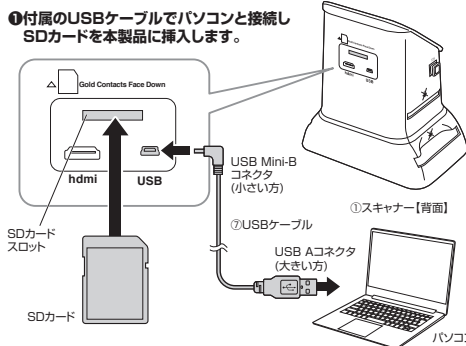 ❶付属のUSBケーブルでパソコンと接続し
SDカードを本製品に挿入します。
Gold Contacts Face Down
hdmi
USB
SDカード
スロット
SDカード
USB Mini-B
コネクタ
(小さい方)
⑦USBケーブル
USB Aコネクタ
(大きい方)
①スキャナー【背面】
パソコン